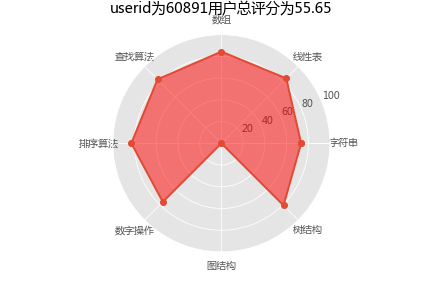 userid为60891用户总评分为55.65
数组
查找算法
线性表
100
80
60
40
20
排序算法
字符串
数字操作
树结构
图结构